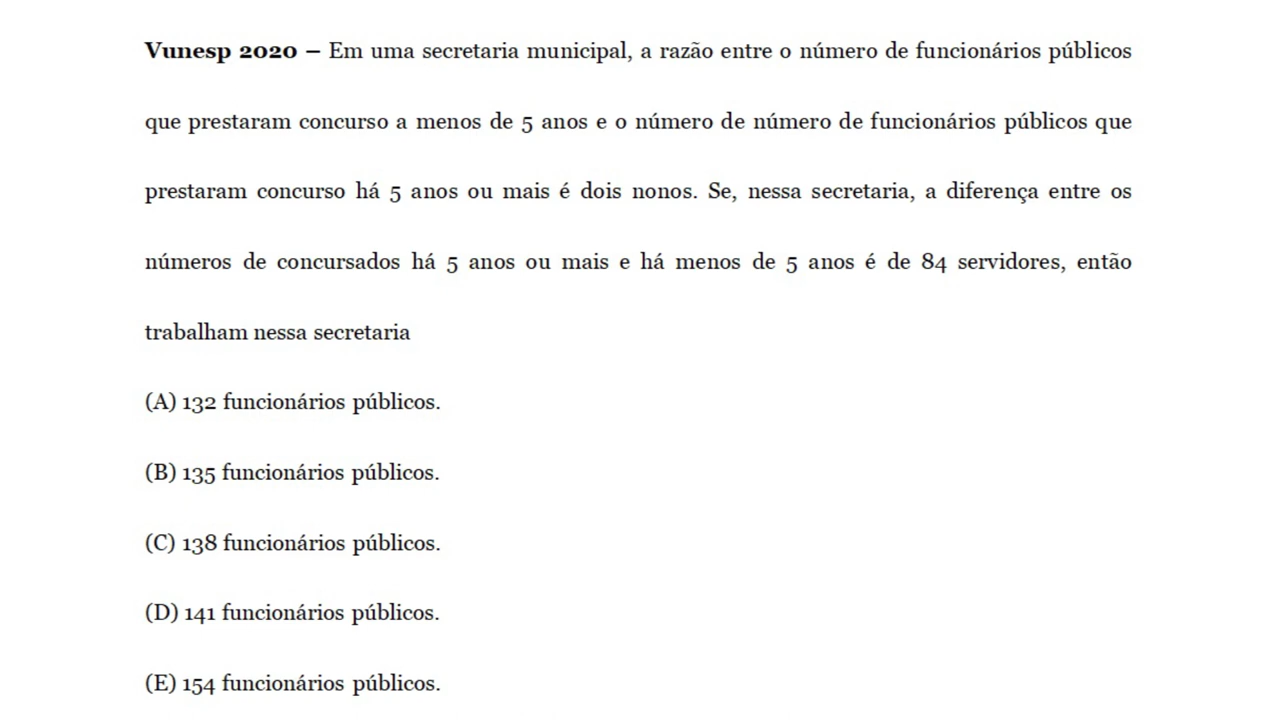 Vunesp 2020 – Em uma secretaria municipal, a razão entre o número de funcionários públicos
que prestaram concurso a menos de 5 anos e o número de número de funcionários públicos que
prestaram concurso há 5 anos ou mais é dois nonos. Se, nessa secretaria, a diferença entre os
números de concursados há 5 anos ou mais e há menos de 5 anos é de 84 servidores, então
trabalham nessa secretaria
(A) 132 funcionários públicos.
(B) 135 funcionários públicos.
(C) 138 funcionários públicos.
(D) 141 funcionários públicos.
(E) 154 funcionários públicos.